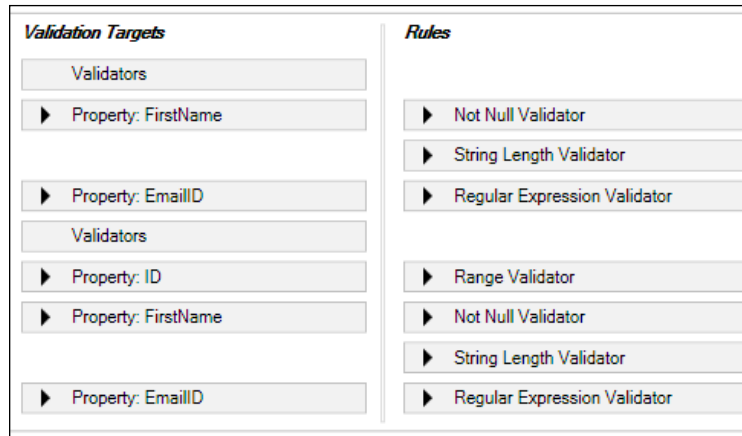 Validation Targets Rules
Validators
Property: FirstName Not Null Validator
String Length Validator
Property: EmailID Regular Expression Validator
Validators
Property: ID Range Validator
Property: FirstName Not Null Validator
String Length Validator
Property: EmailID Regular Expression Validator